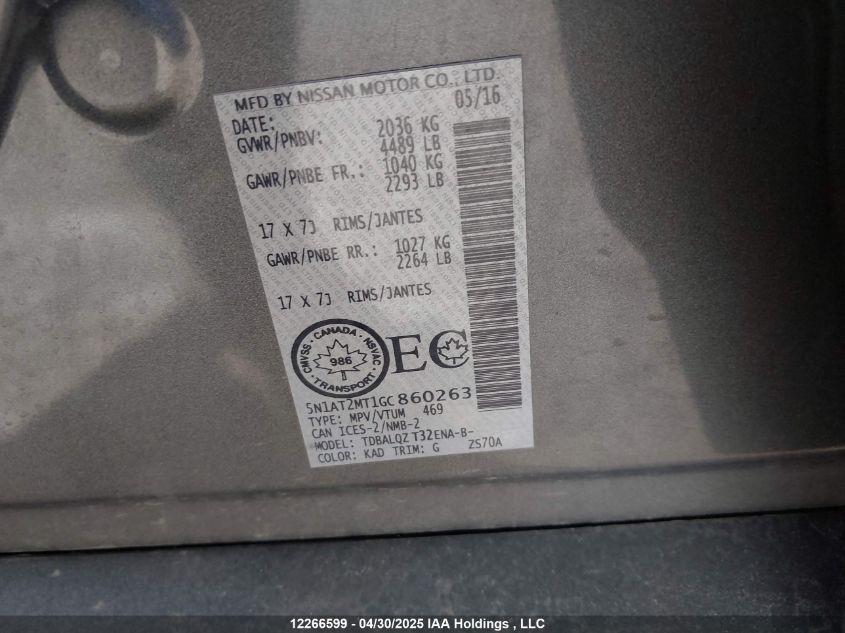 MFD BY NISSAN MOTOR CO., LTD.
DATE: 05/16
GVWR/PNBV: 2036 KG
4489 LB
GAWR/PNBE FR.: 1040 KG
2293 LB
17 X 7J RIMS/JANTES
GAWR/PNBE RR.: 1027 KG
2264 LB
17 X 7J RIMS/JANTES
CANADA
CMVSS · NSVAC
986
TRANSPORT
EC
5N1AT2MT1GC860263
TYPE: MPV/VTUM 469
CAN ICES-2/NMB-2
MODEL: TDBALQZ T32ENA-B-
COLOR: KAD TRIM: G ZS70A
12266599 - 04/30/2025 IAA Holdings , LLC